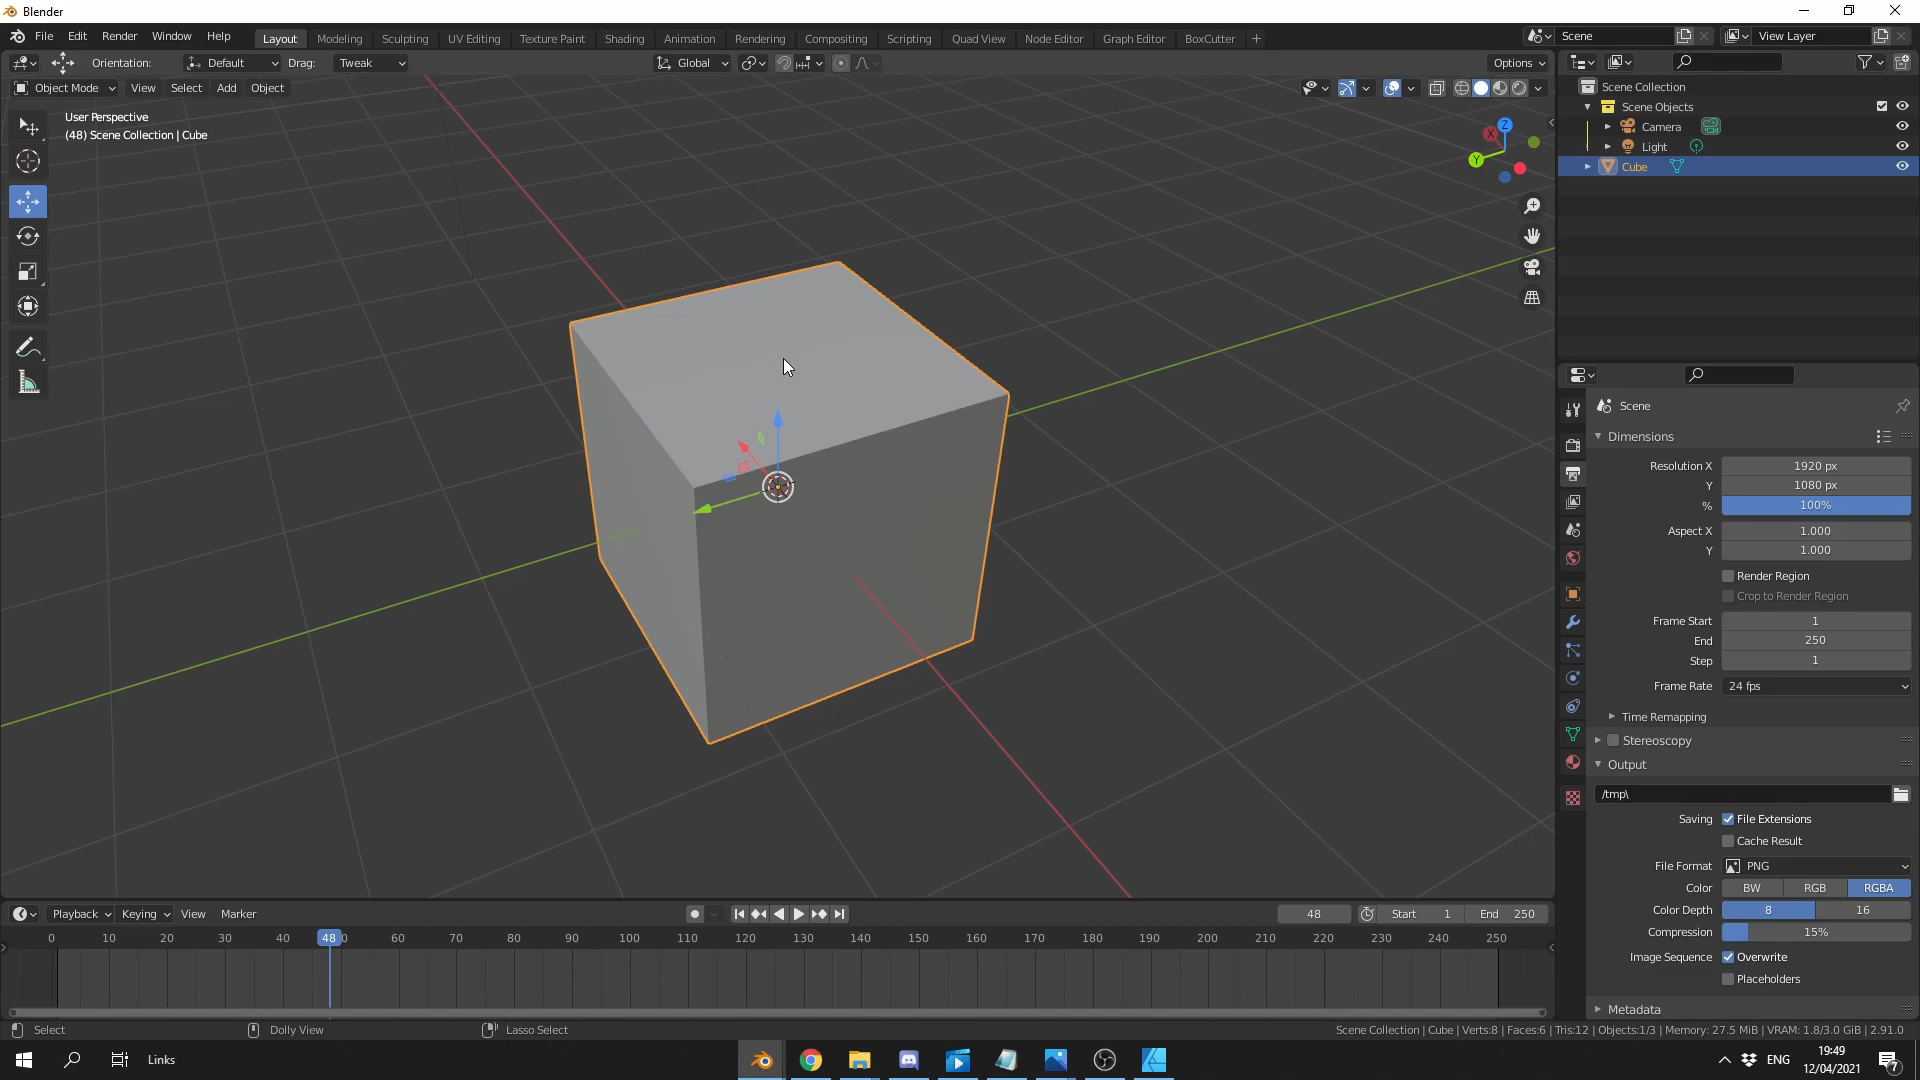 Blender
File Edit Render Window Help Layout Modeling Sculpting UV Editing Texture Paint Shading Animation Rendering Compositing Scripting Quad View Node Editor Graph Editor BoxCutter + Scene View Layer
Orientation: Default Drag: Tweak Global Options
Object Mode View Select Add Object
User Perspective
(48) Scene Collection | Cube
Z
X
Y
Scene Collection
Scene Objects
Camera
Light
Cube
Scene
Dimensions
Resolution X 1920 px
Y 1080 px
% 100%
Aspect X 1.000
Y 1.000
Render Region
Crop to Render Region
Frame Start 1
End 250
Step 1
Frame Rate 24 fps
Time Remapping
Stereoscopy
Output
/tmp\
Saving File Extensions
Cache Result
File Format PNG
Color BW RGB RGBA
Color Depth 8 16
Compression 15%
Image Sequence Overwrite
Placeholders
Metadata
Playback Keying View Marker 48 Start 1 End 250
0 10 20 30 40 48 0 60 70 80 90 100 110 120 130 140 150 160 170 180 190 200 210 220 230 240 250
Select Dolly View Lasso Select Scene Collection | Cube | Verts:8 | Faces:6 | Tris:12 | Objects:1/3 | Memory: 27.5 MiB | VRAM: 1.8/3.0 GiB | 2.91.0
Links ENG 19:49
12/04/2021
7